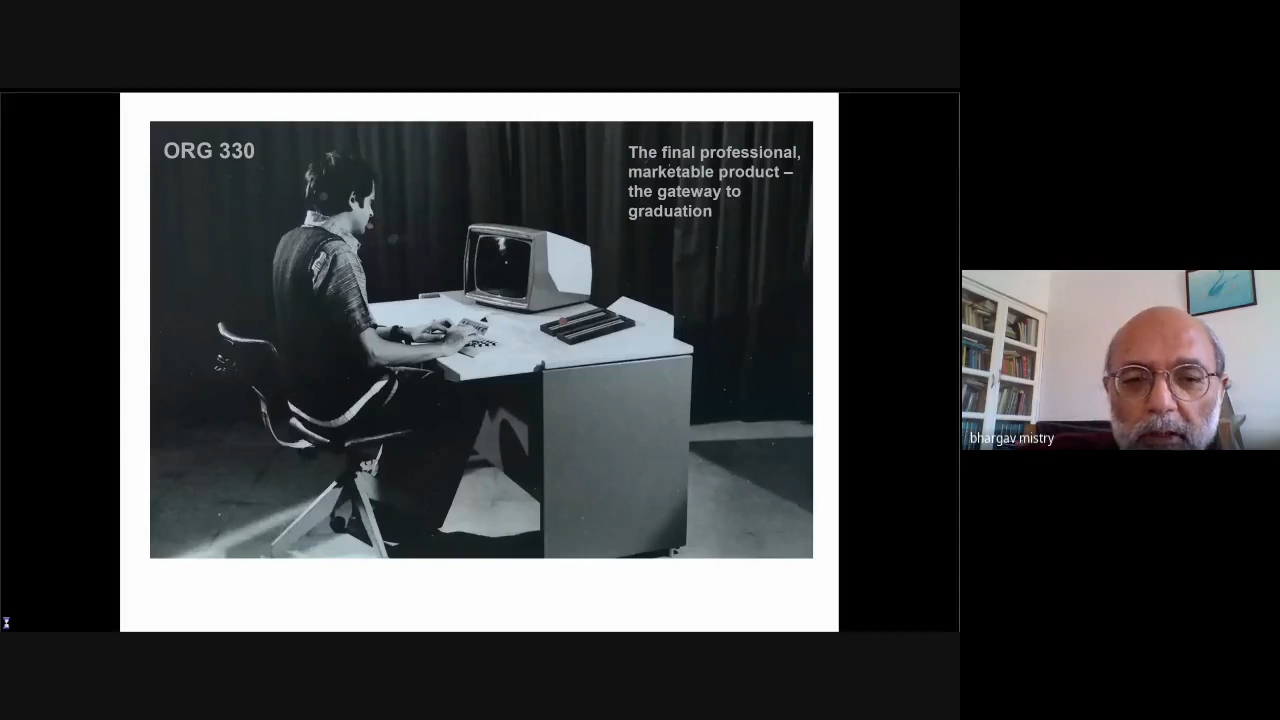 ORG 330
The final professional,
marketable product –
the gateway to
graduation
bhargav mistry